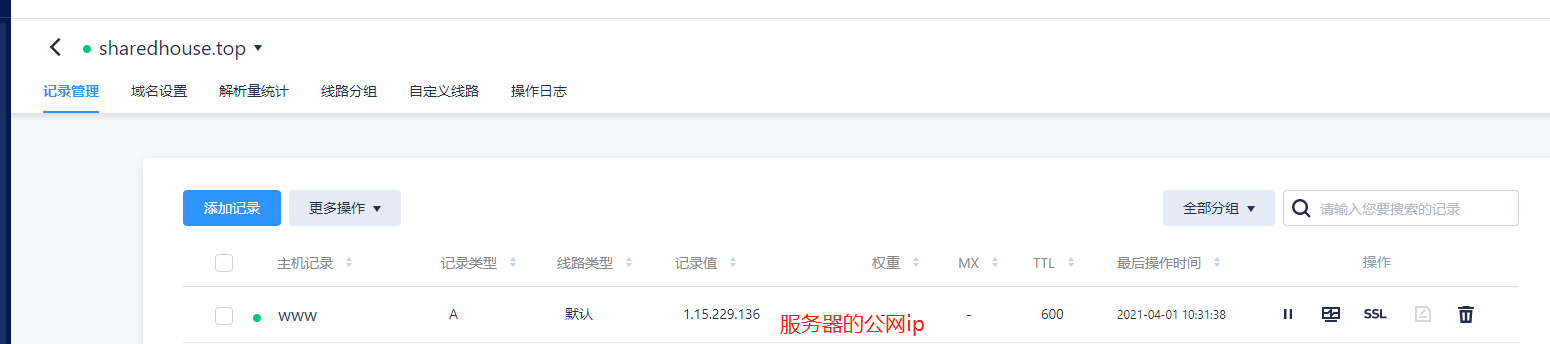 sharedhouse.top
记录管理 域名设置 解析量统计 线路分组 自定义线路 操作日志
添加记录 更多操作 全部分组 请输入您要搜索的记录
主机记录 记录类型 线路类型 记录值 权重 MX TTL 最后操作时间 操作
www A 默认 1.15.229.136 服务器的公网ip - 600 2021-04-01 10:31:38 SSL